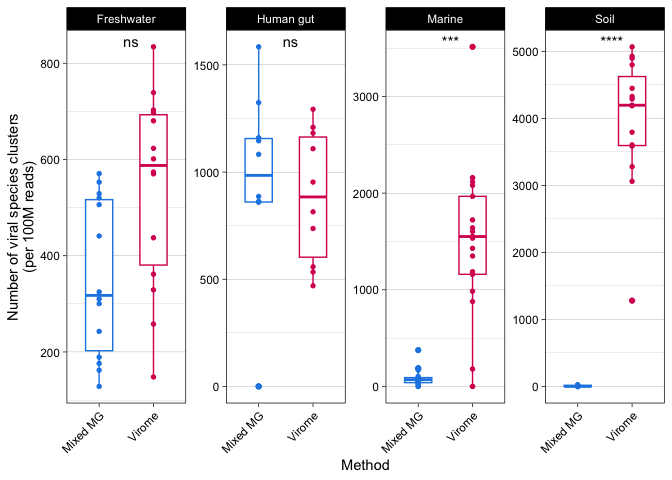 Freshwater
Human gut
Marine
Soil
ns
ns
***
****
Number of viral species clusters
(per 100M reads)
800
600
400
200
1500
1000
500
0
3000
2000
1000
0
5000
4000
3000
2000
1000
0
Mixed MG
Virome
Mixed MG
Virome
Mixed MG
Virome
Mixed MG
Virome
Method